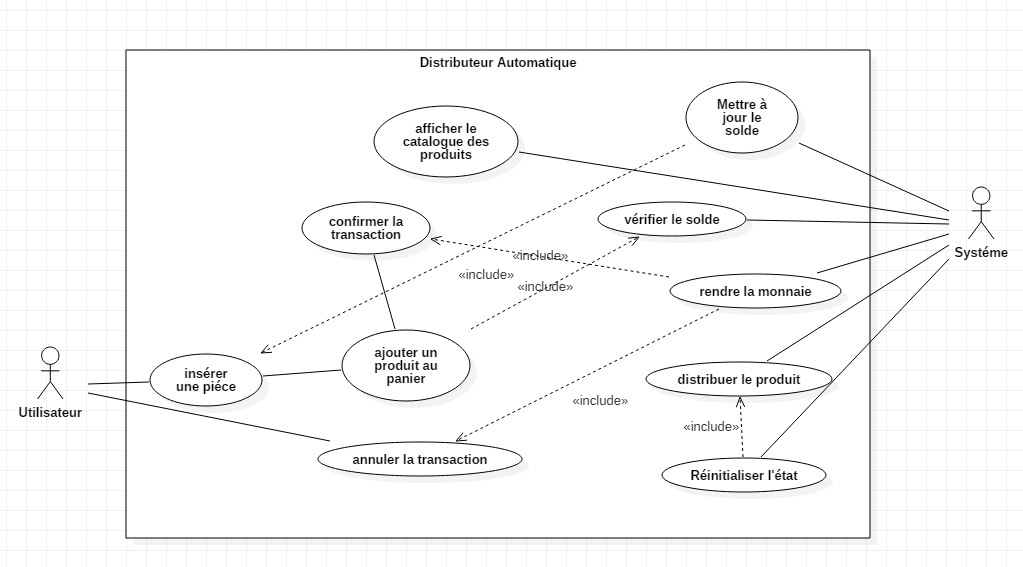 Distributeur Automatique
afficher le
catalogue des
produits
Mettre à
jour le
solde
confirmer la
transaction
vérifier le solde
Systéme
«include»
«include»
«include»
rendre la monnaie
ajouter un
produit au
panier
insérer
une piéce
Utilisateur
distribuer le produit
«include»
«include»
annuler la transaction
Réinitialiser l'état